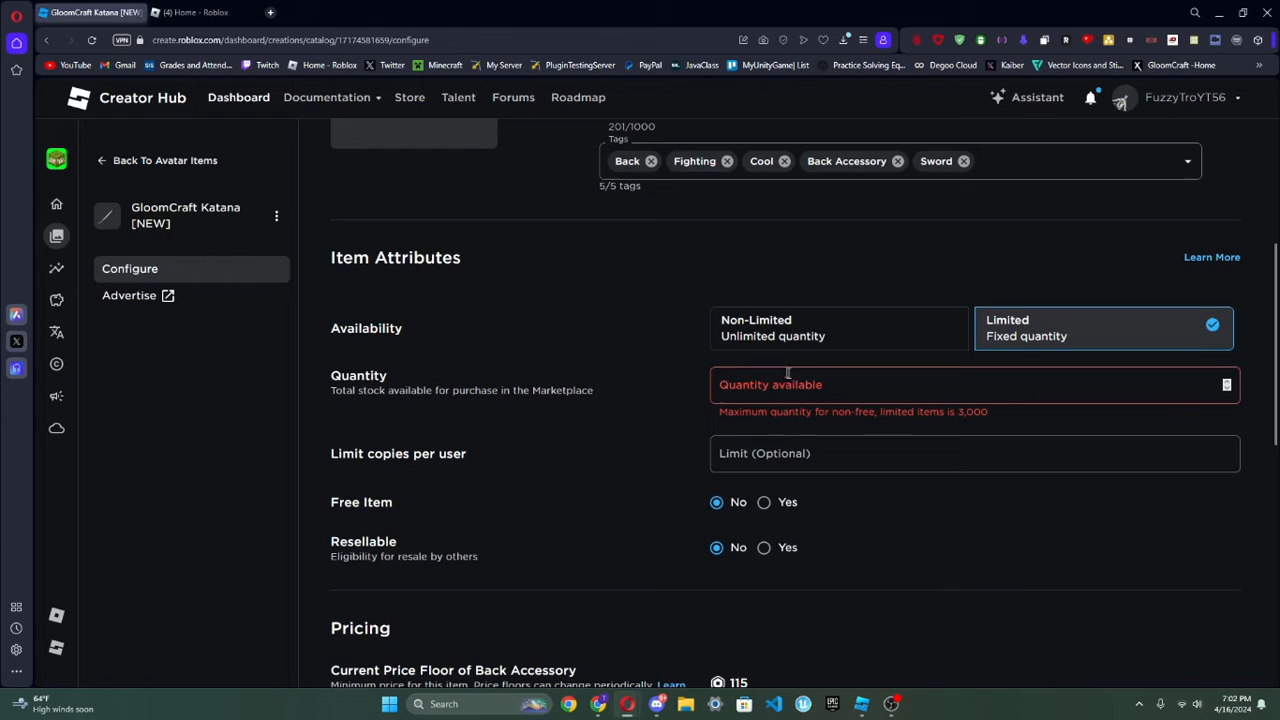 GloomCraft Katana [NEW]
(4) Home - Roblox
VPN
create.roblox.com/dashboard/creations/catalog/17174581659/configure
YouTube
Gmail
Grades and Attend...
Twitch
Home - Roblox
Twitter
Minecraft
My Server
PluginTestingServer
PayPal
JavaClass
MyUnityGame| List
Practice Solving Eq...
Degoo Cloud
Kaiber
Vector Icons and Sti...
GloomCraft -Home
Creator Hub
Dashboard
Documentation
Store
Talent
Forums
Roadmap
Assistant
FuzzyTroYT56
Back To Avatar Items
GloomCraft Katana
[NEW]
Configure
Advertise
201/1000
Tags
Back
Fighting
Cool
Back Accessory
Sword
5/5 tags
Item Attributes
Learn More
Availability
Non-Limited
Unlimited quantity
Limited
Fixed quantity
Quantity
Total stock available for purchase in the Marketplace
Quantity available
Maximum quantity for non-free, limited items is 3,000
Limit copies per user
Limit (Optional)
Free Item
No
Yes
Resellable
Eligibility for resale by others
No
Yes
Pricing
Current Price Floor of Back Accessory
Minimum price for this item. Price floors can change periodically. Learn
115
64°F
High winds soon
Search
7:02 PM
4/16/2024